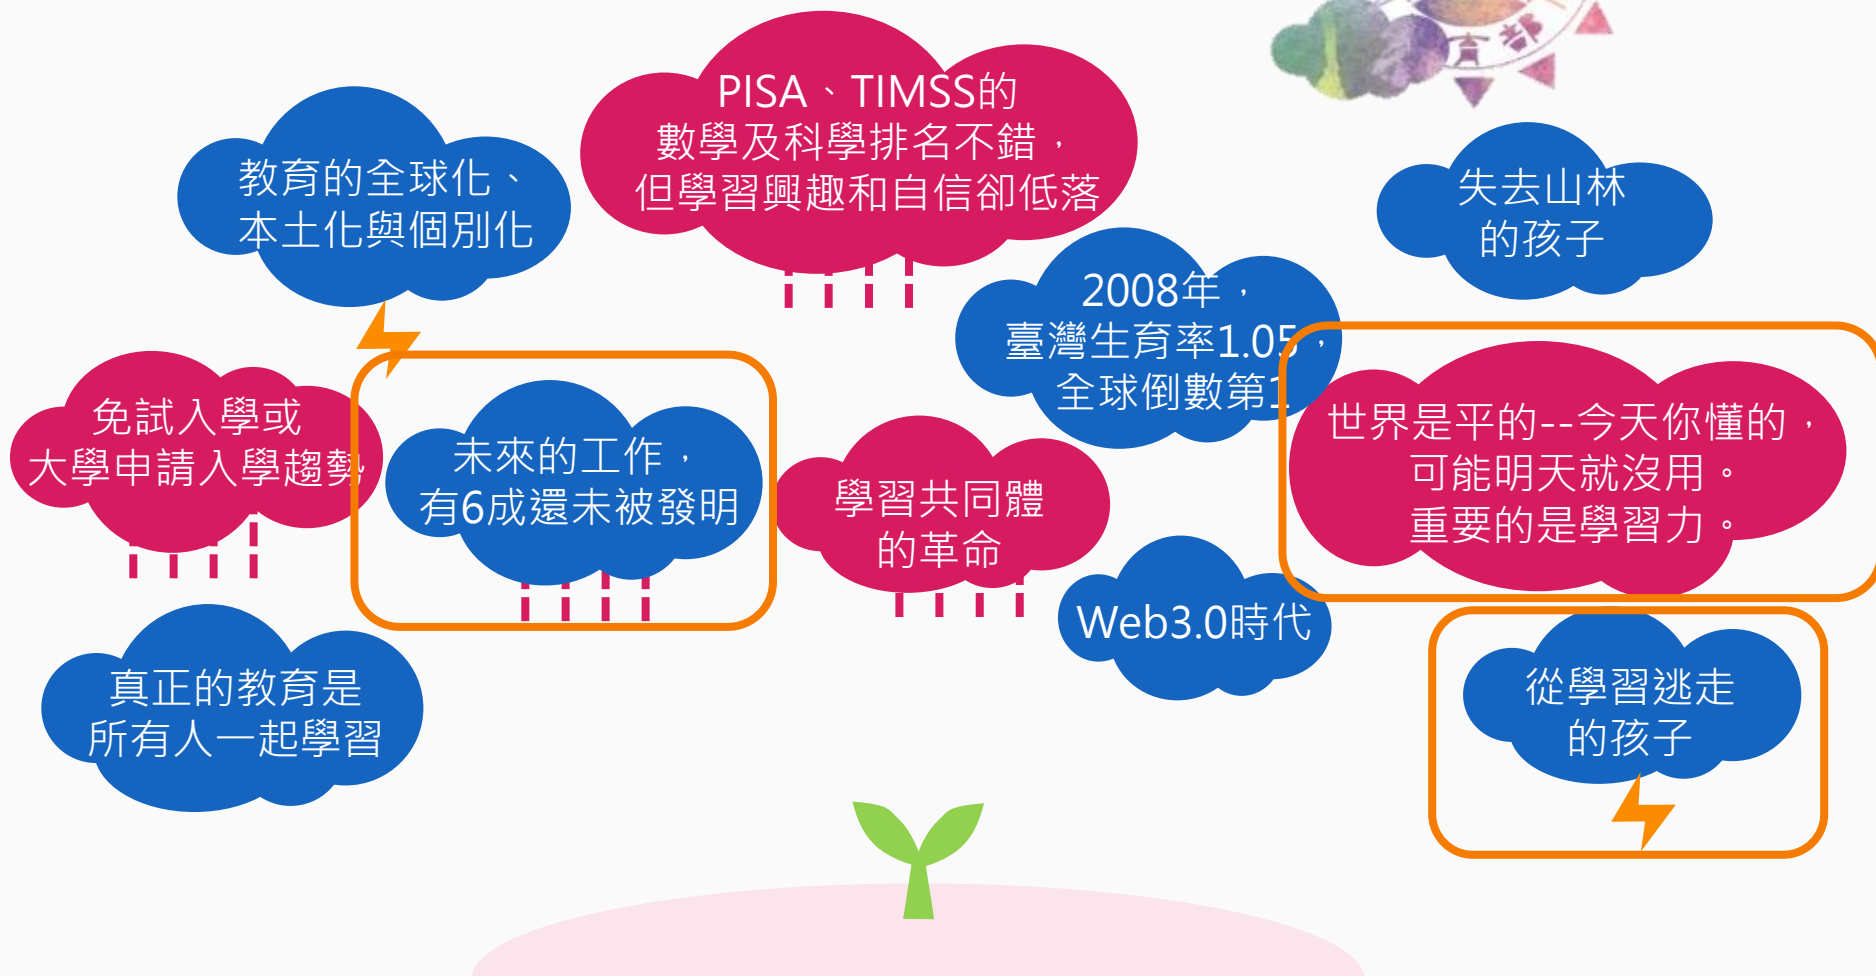 育部
PISA、TIMSS的
數學及科學排名不錯，
但學習興趣和自信卻低落
教育的全球化、
本土化與個別化
失去山林
的孩子
2008年，
臺灣生育率1.05，
全球倒數第1
免試入學或
大學申請入學趨勢
未來的工作，
有6成還未被發明
學習共同體
的革命
世界是平的--今天你懂的，
可能明天就沒用。
重要的是學習力。
Web3.0時代
真正的教育是
所有人一起學習
從學習逃走
的孩子